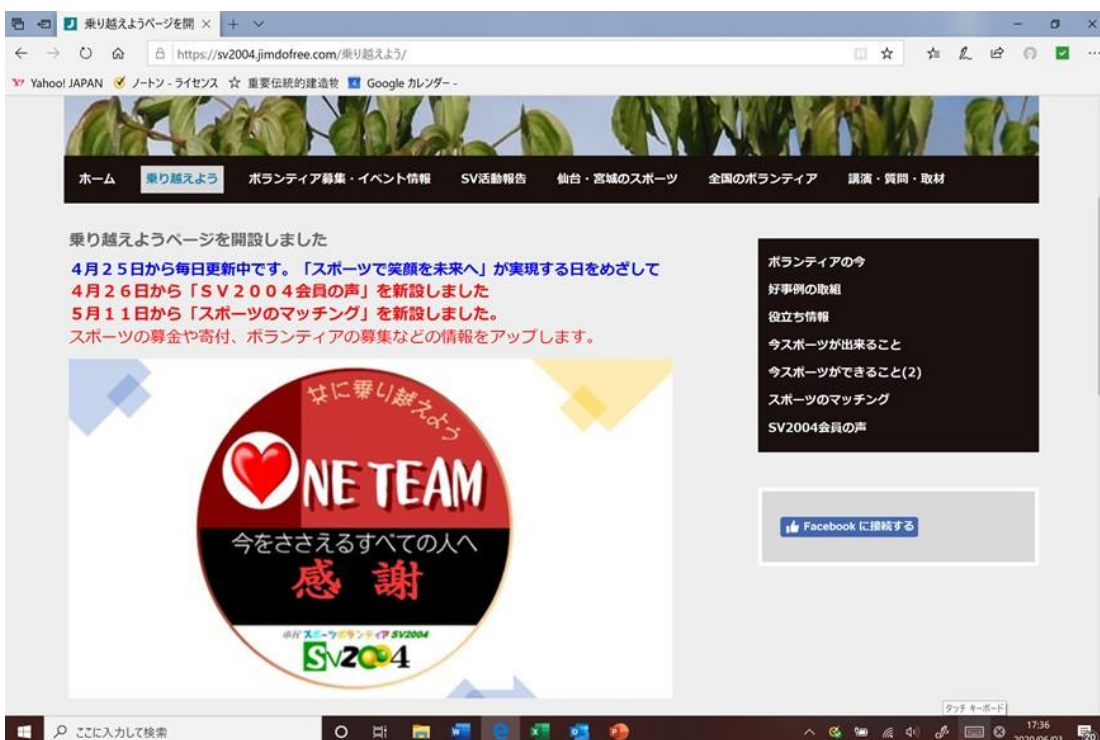 乗り越えようページを開
https://sv2004.jimdofree.com/乗り越えよう/
Yahoo! JAPAN ノートン - ライセンス 重要伝統的建造物 Google カレンダー -
ホーム 乗り越えよう ボランティア募集・イベント情報 SV活動報告 仙台・宮城のスポーツ 全国のボランティア 講演・質問・取材
乗り越えようページを開設しました
4月25日から毎日更新中です。「スポーツで笑顔を未来へ」が実現する日をめざして
4月26日から「SV2004会員の声」を新設しました
5月11日から「スポーツのマッチング」を新設しました。
スポーツの募金や寄付、ボランティアの募集などの情報をアップします。
共に乗り越えよう
ONE TEAM
今をささえるすべての人へ
感謝
市民スポーツボランティア SV2004
SV2004
ボランティアの今
好事例の取組
役立ち情報
今スポーツが出来ること
今スポーツができること(2)
スポーツのマッチング
SV2004会員の声
Facebook に接続する
タッチ キーボード
ここに入力して検索
17:36
2020/06/03
20